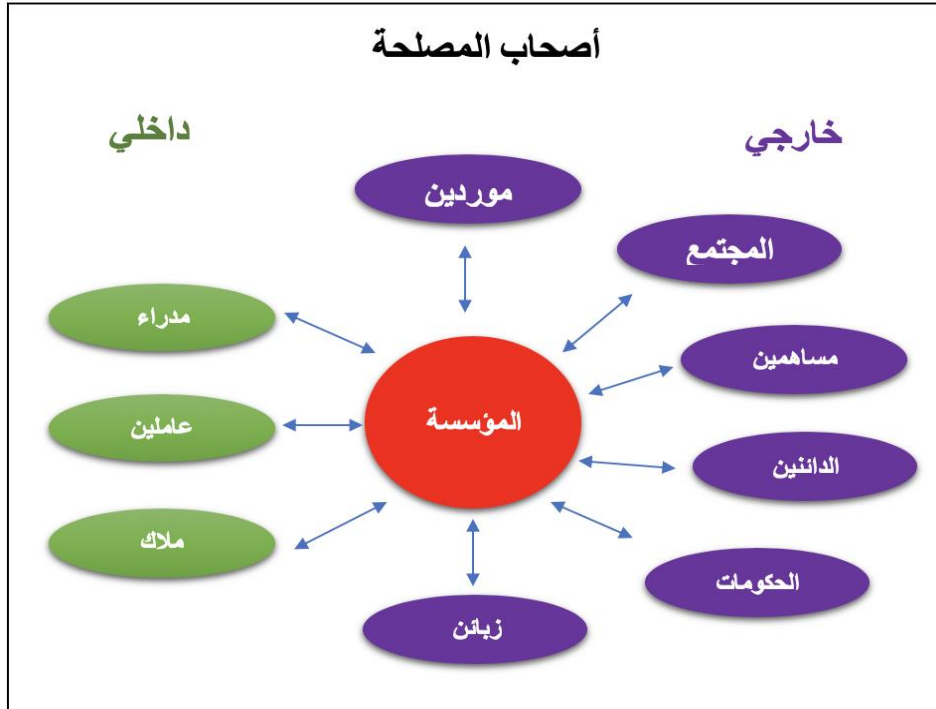 أصحاب المصلحة
خارجي
داخلي
موردين
المجتمع
مدراء
مساهمين
المؤسسة
عاملين
الدائنين
ملاك
الحكومات
زبائن